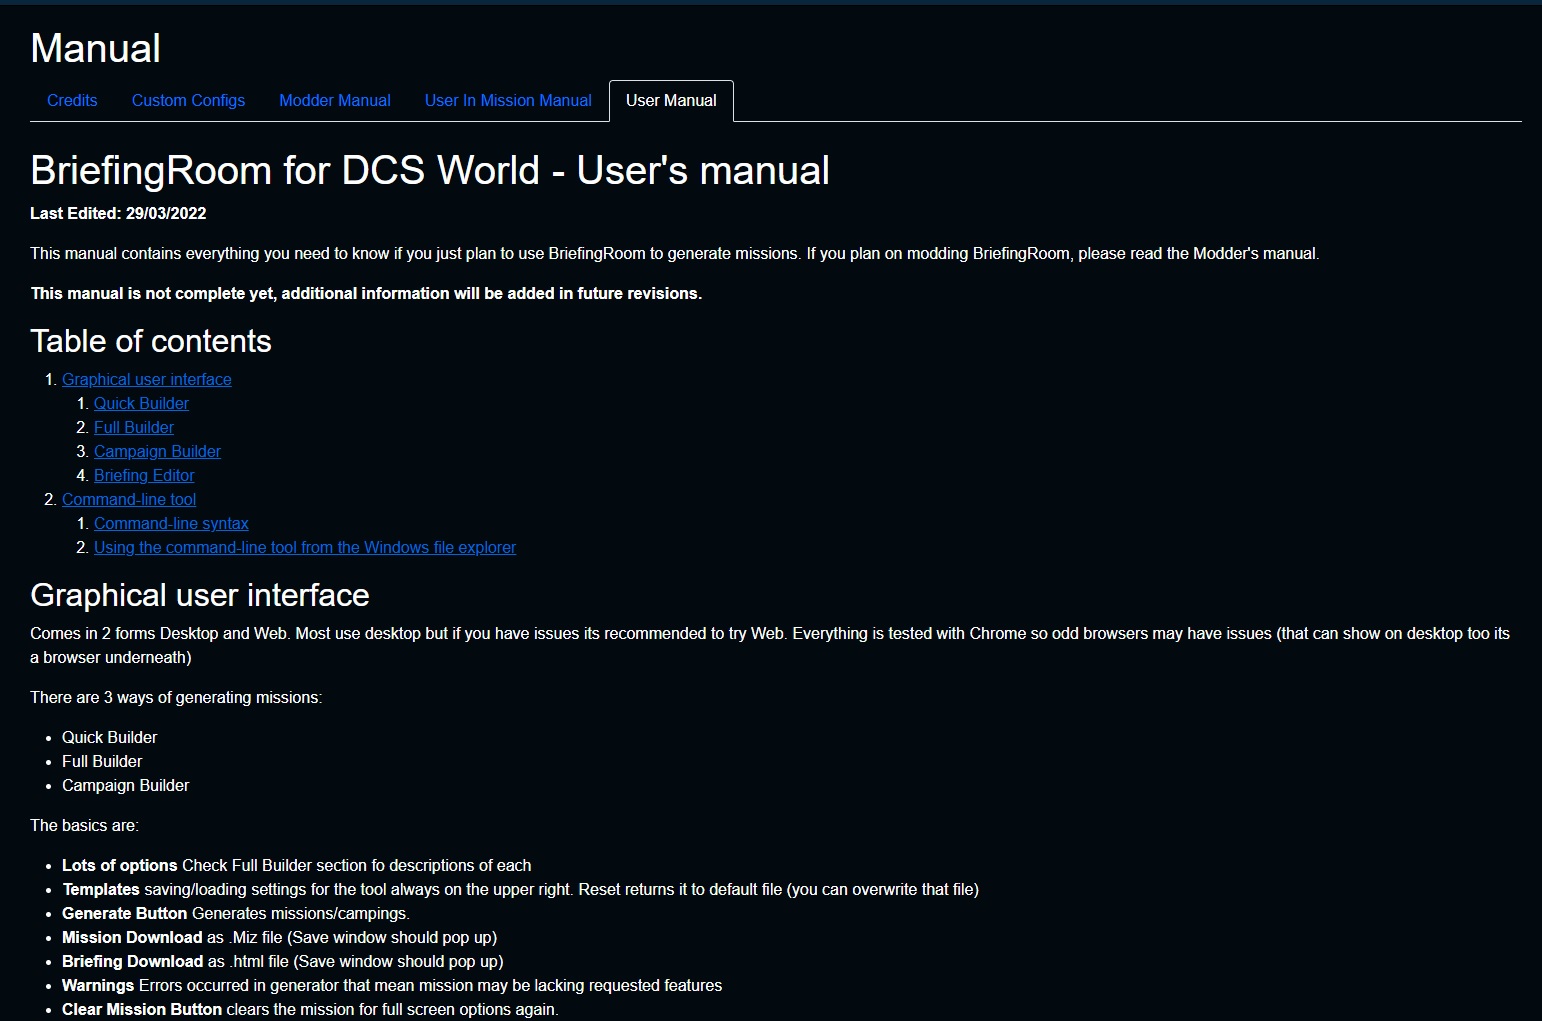 Manual
Credits Custom Configs Modder Manual User In Mission Manual User Manual
BriefingRoom for DCS World - User's manual
Last Edited: 29/03/2022
This manual contains everything you need to know if you just plan to use BriefingRoom to generate missions. If you plan on modding BriefingRoom, please read the Modder's manual.
This manual is not complete yet, additional information will be added in future revisions.
Table of contents
1. Graphical user interface
1. Quick Builder
2. Full Builder
3. Campaign Builder
4. Briefing Editor
2. Command-line tool
1. Command-line syntax
2. Using the command-line tool from the Windows file explorer
Graphical user interface
Comes in 2 forms Desktop and Web. Most use desktop but if you have issues its recommended to try Web. Everything is tested with Chrome so odd browsers may have issues (that can show on desktop too its
a browser underneath)
There are 3 ways of generating missions:
• Quick Builder
• Full Builder
• Campaign Builder
The basics are:
• Lots of options Check Full Builder section fo descriptions of each
• Templates saving/loading settings for the tool always on the upper right. Reset returns it to default file (you can overwrite that file)
• Generate Button Generates missions/campings.
• Mission Download as .Miz file (Save window should pop up)
• Briefing Download as .html file (Save window should pop up)
• Warnings Errors occurred in generator that mean mission may be lacking requested features
• Clear Mission Button clears the mission for full screen options again.